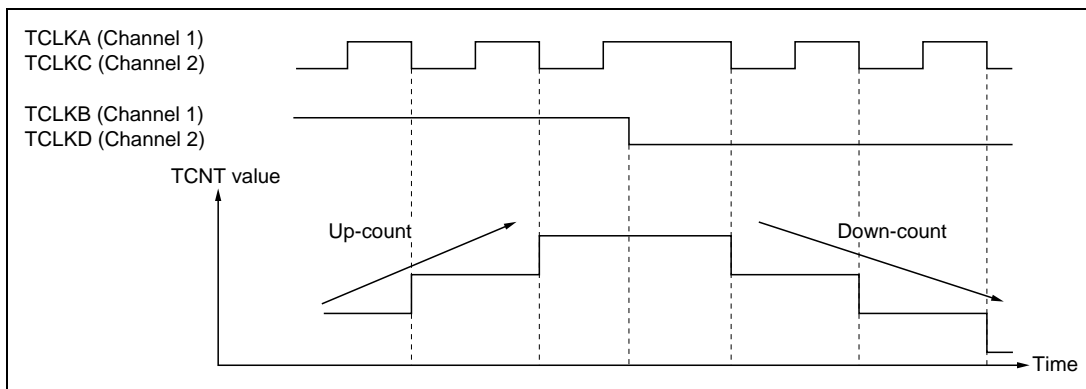 TCLKA (Channel 1)
TCLKC (Channel 2)
TCLKB (Channel 1)
TCLKD (Channel 2)
TCNT value
Up-count
Down-count
Time